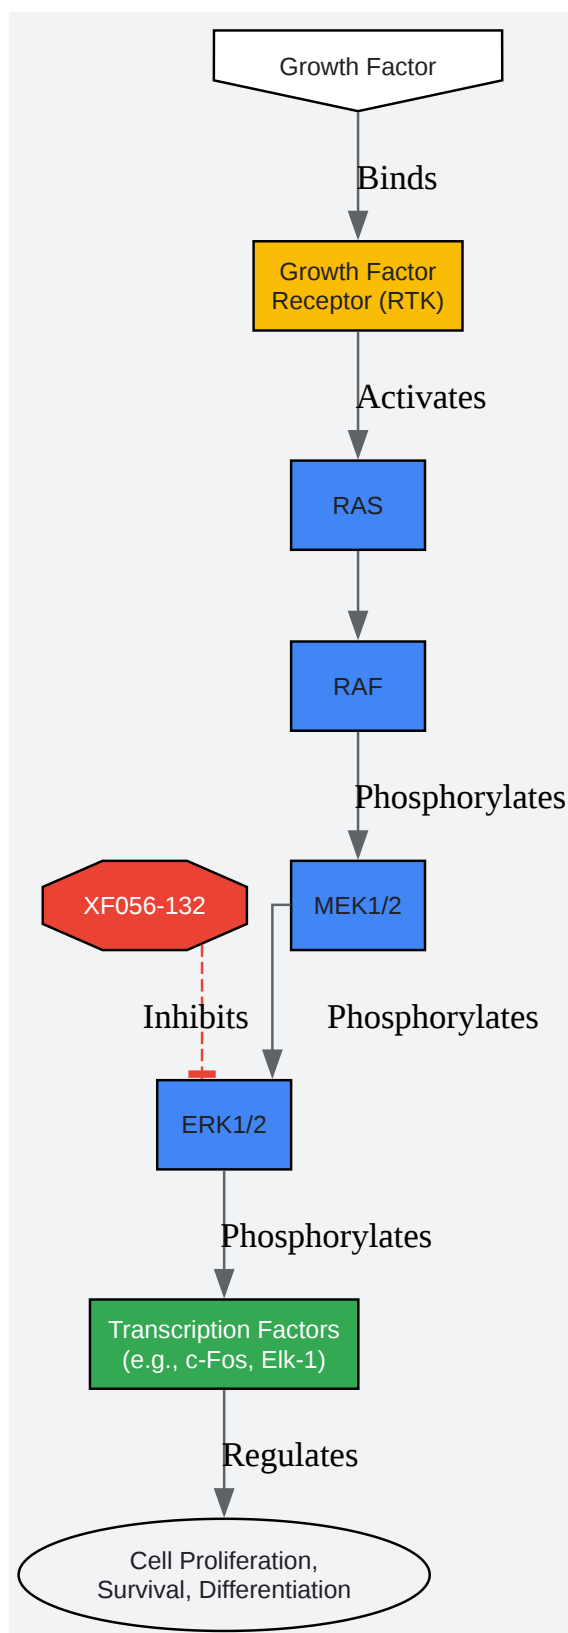 Growth Factor
Binds
Growth Factor
Receptor (RTK)
Activates
RAS
RAF
Phosphorylates
XF056-132
MEK1/2
Inhibits
Phosphorylates
ERK1/2
Phosphorylates
Transcription Factors
(e.g., c-Fos, Elk-1)
Regulates
Cell Proliferation,
Survival, Differentiation